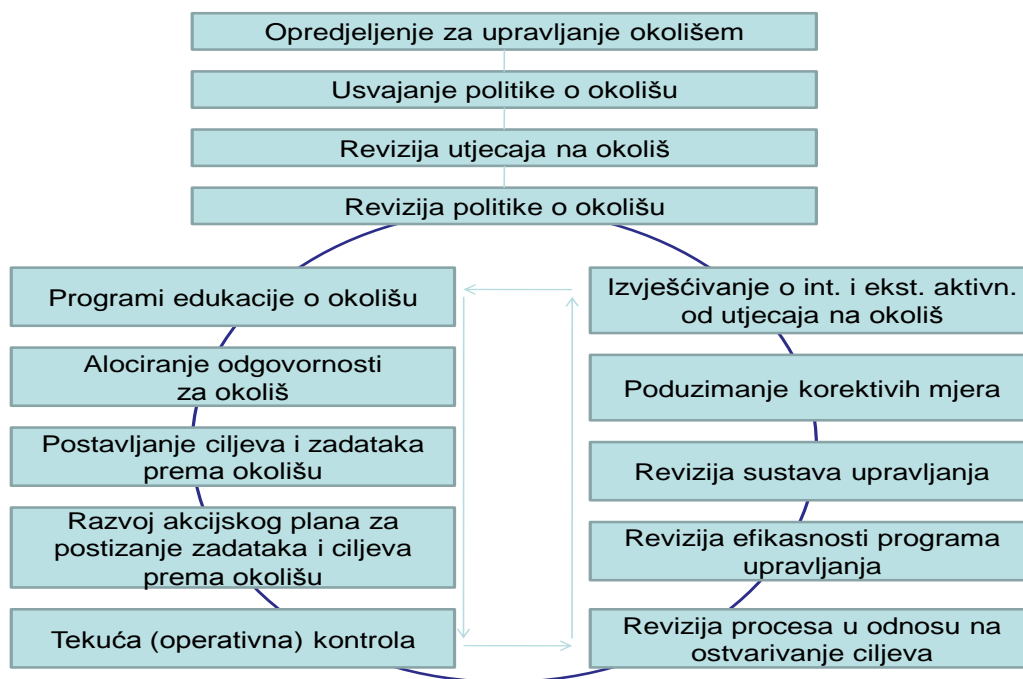 Opredjeljenje za upravljanje okolišem
Usvajanje politike o okolišu
Revizija utjecaja na okoliš
Revizija politike o okolišu
Programi edukacije o okolišu
Alociranje odgovornosti
za okoliš
Postavljanje ciljeva i zadataka
prema okolišu
Razvoj akcijskog plana za
postizanje zadataka i ciljeva
prema okolišu
Tekuća (operativna) kontrola
Izvješćivanje o int. i ekst. aktivn.
od utjecaja na okoliš
Poduzimanje korektivih mjera
Revizija sustava upravljanja
Revizija efikasnosti programa
upravljanja
Revizija procesa u odnosu na
ostvarivanje ciljeva